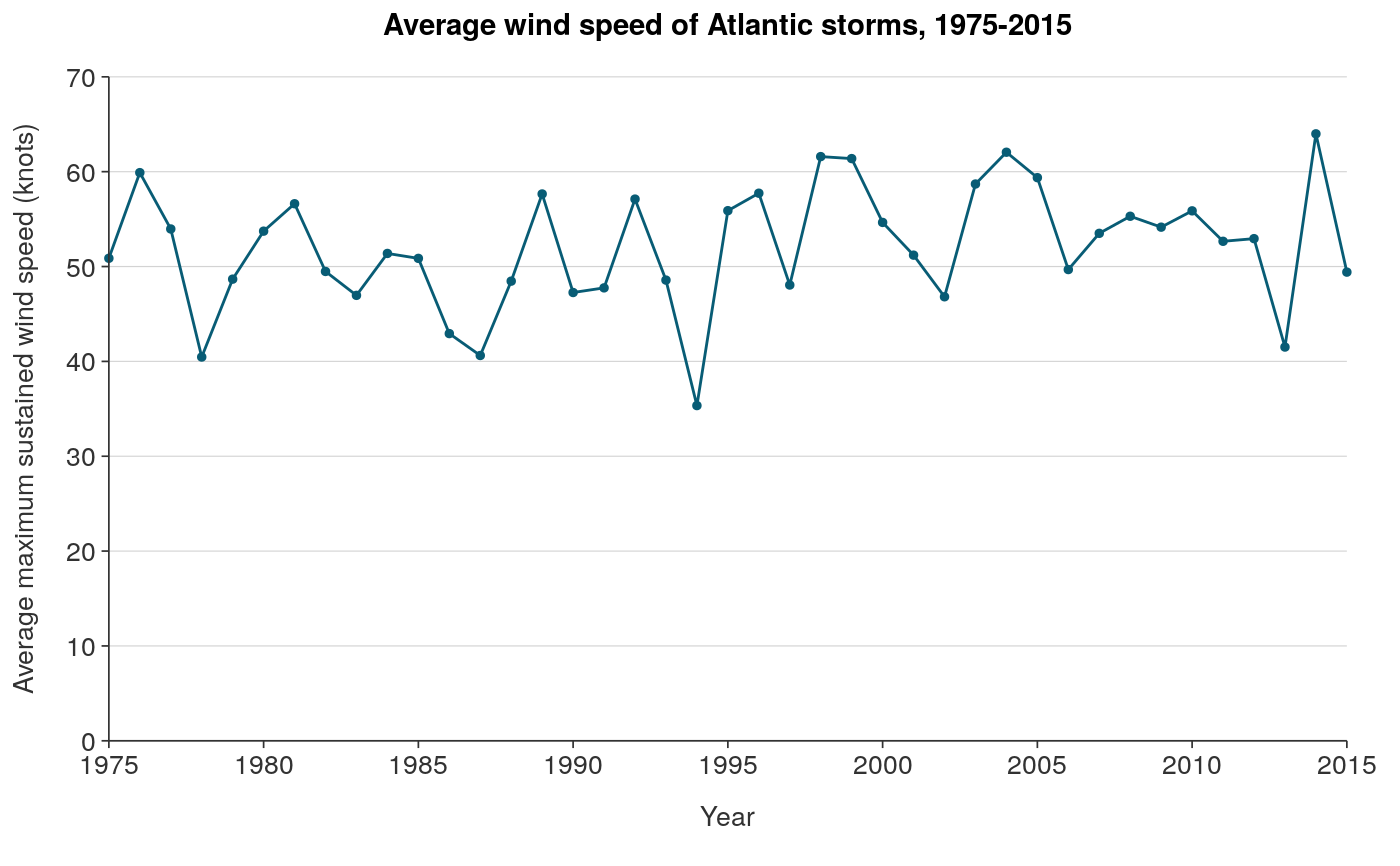 Average wind speed of Atlantic storms, 1975-2015
Average maximum sustained wind speed (knots)
70
60
50
40
30
20
10
0
1975 1980 1985 1990 1995 2000 2005 2010 2015
Year